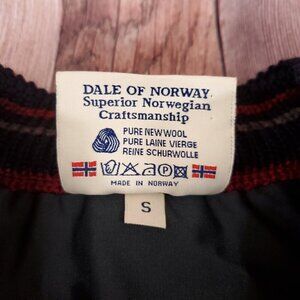 DALE OF NORWAY
Superior Norwegian
Craftsmanship
PURE NEW WOOL
PURE LAINE VIERGE
REINE SCHURWOLLE
A P
MADE IN NORWAY
S